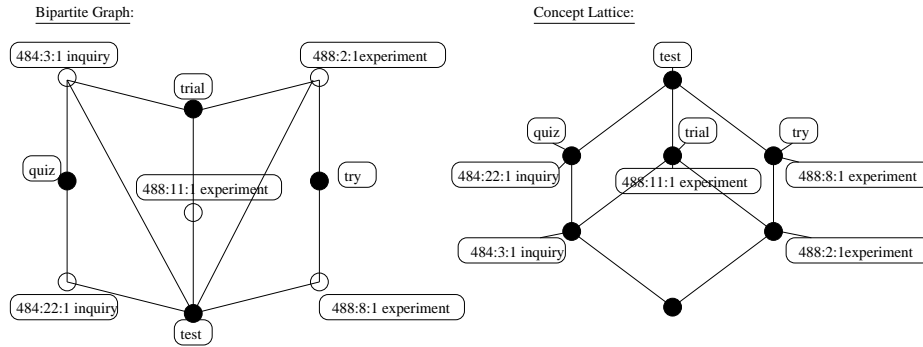 Bipartite Graph:
484:3:1 inquiry
488:2:1experiment
trial
quiz
try
488:11:1 experiment
484:22:1 inquiry
488:8:1 experiment
test
Concept Lattice:
test
quiz
trial
try
484:22:1 inquiry
488:11:1 experiment
488:8:1 experiment
484:3:1 inquiry
488:2:1experiment